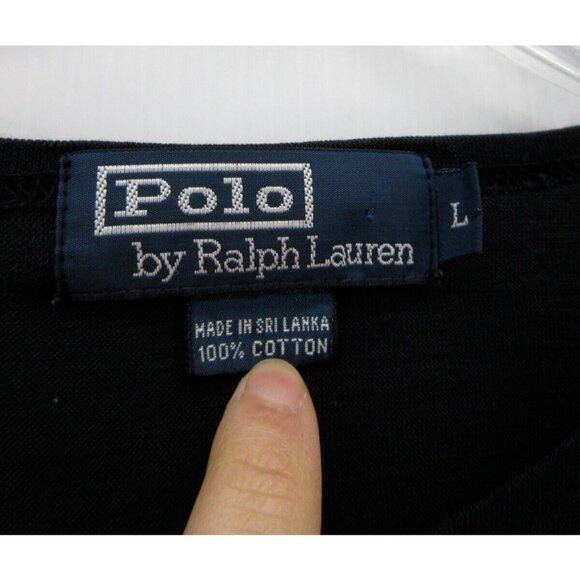 Polo
by Ralph Lauren
L
MADE IN SRI LANKA
100% COTTON